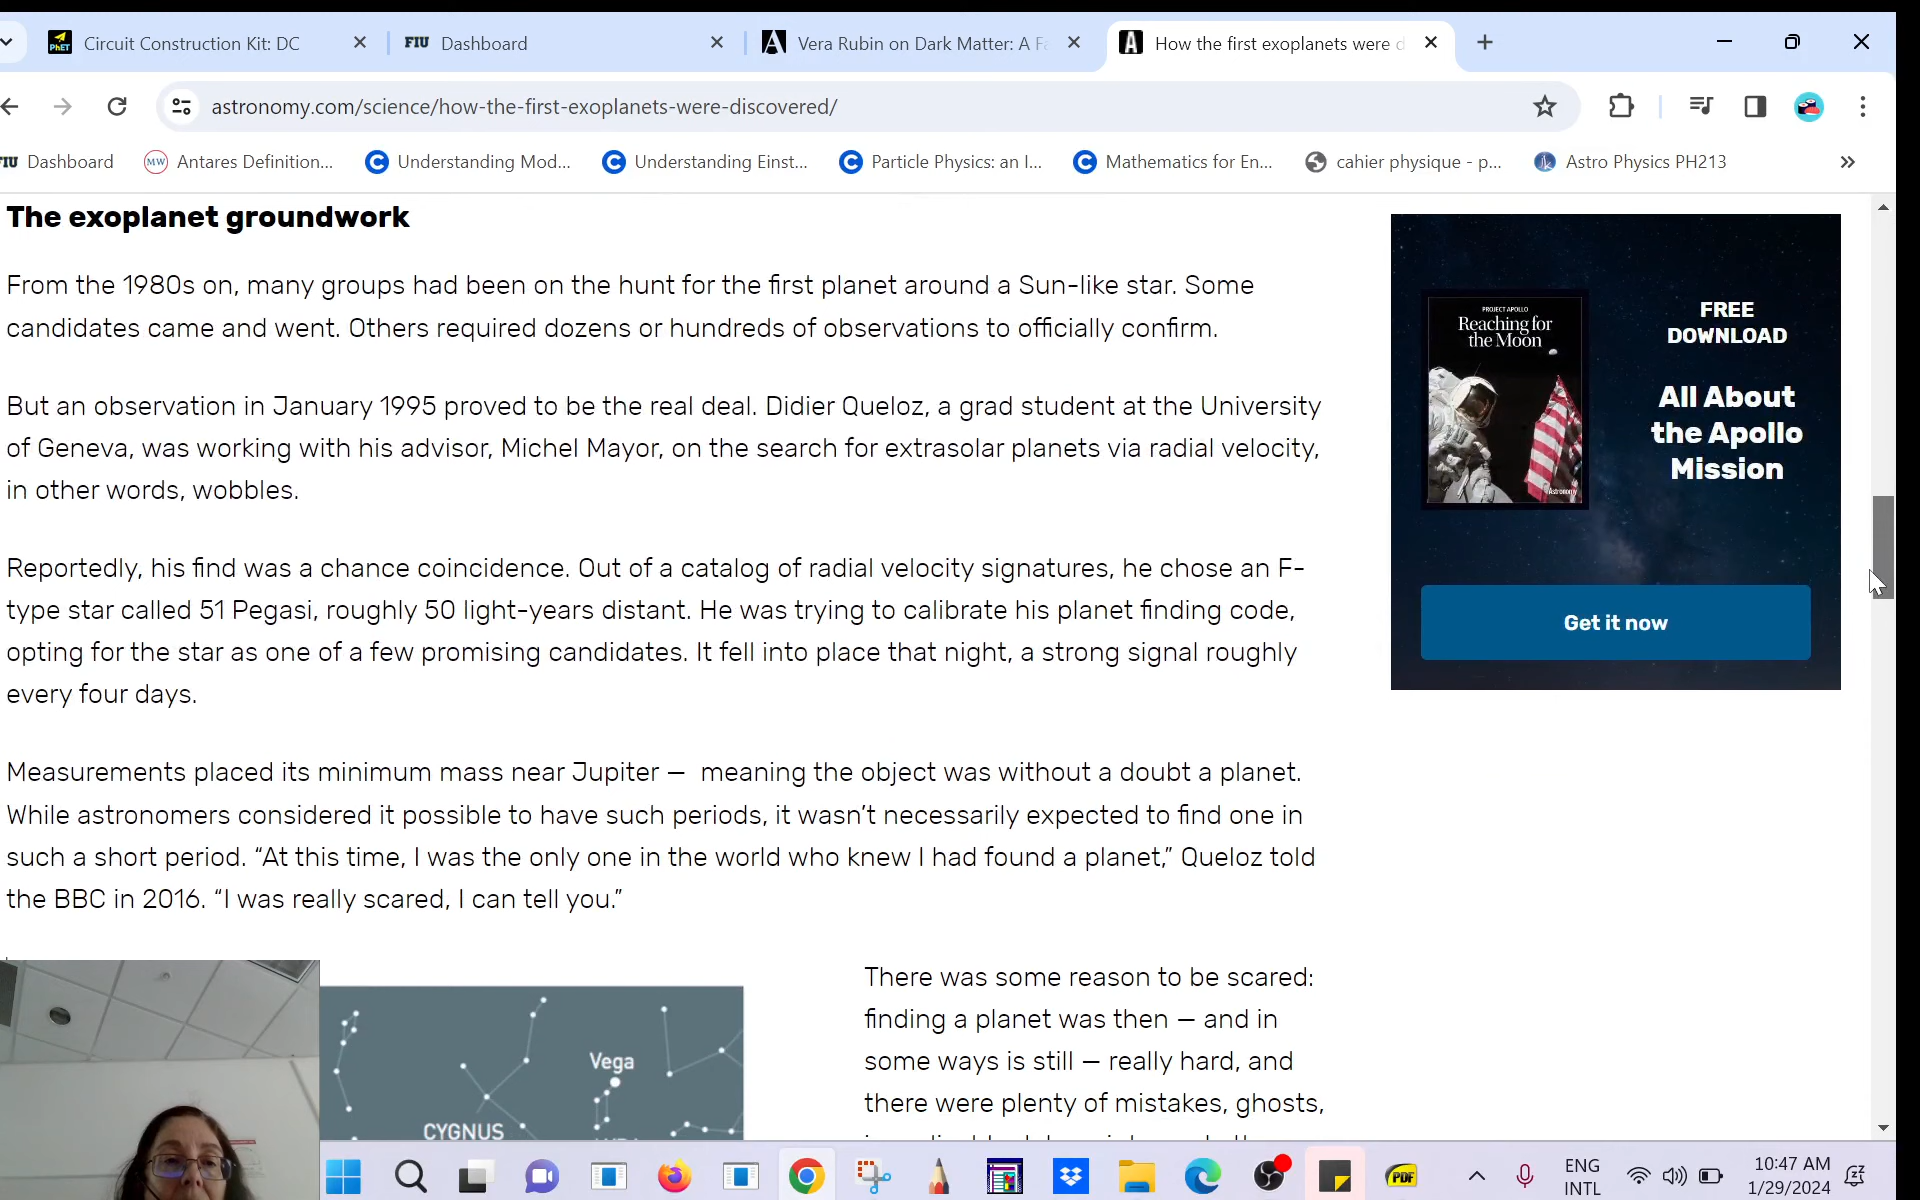 Circuit Construction Kit: DC
FIU Dashboard
Vera Rubin on Dark Matter: A Fa
How the first exoplanets were d
astronomy.com/science/how-the-first-exoplanets-were-discovered/
FIU Dashboard
MW Antares Definition...
Understanding Mod...
Understanding Einst...
Particle Physics: an I...
Mathematics for En...
cahier physique - p...
Astro Physics PH213
The exoplanet groundwork
From the 1980s on, many groups had been on the hunt for the first planet around a Sun-like star. Some
candidates came and went. Others required dozens or hundreds of observations to officially confirm.
But an observation in January 1995 proved to be the real deal. Didier Queloz, a grad student at the University
of Geneva, was working with his advisor, Michel Mayor, on the search for extrasolar planets via radial velocity,
in other words, wobbles.
Reportedly, his find was a chance coincidence. Out of a catalog of radial velocity signatures, he chose an F-
type star called 51 Pegasi, roughly 50 light-years distant. He was trying to calibrate his planet finding code,
opting for the star as one of a few promising candidates. It fell into place that night, a strong signal roughly
every four days.
Measurements placed its minimum mass near Jupiter — meaning the object was without a doubt a planet.
While astronomers considered it possible to have such periods, it wasn’t necessarily expected to find one in
such a short period. “At this time, I was the only one in the world who knew I had found a planet,” Queloz told
the BBC in 2016. “I was really scared, I can tell you.”
There was some reason to be scared:
finding a planet was then — and in
some ways is still — really hard, and
there were plenty of mistakes, ghosts,
Vega
CYGNUS
PROJECT APOLLO
Reaching for
the Moon
Astronomy
FREE
DOWNLOAD
All About
the Apollo
Mission
Get it now
PDF
ENG
INTL
10:47 AM
1/29/2024